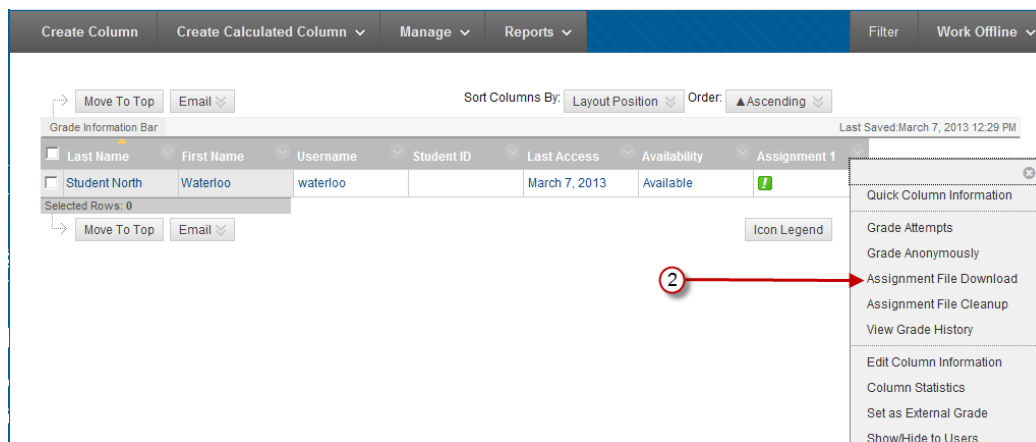 Create Column Create Calculated Column Manage Reports Filter Work Offline
Move To Top Email Sort Columns By: Layout Position Order: ▲Ascending
Grade Information Bar Last Saved:March 7, 2013 12:29 PM
Last Name First Name Username Student ID Last Access Availability Assignment 1
Student North Waterloo waterloo March 7, 2013 Available !
Selected Rows: 0
Move To Top Email Icon Legend
Quick Column Information
Grade Attempts
Grade Anonymously
2 Assignment File Download
Assignment File Cleanup
View Grade History
Edit Column Information
Column Statistics
Set as External Grade
Show/Hide to Users